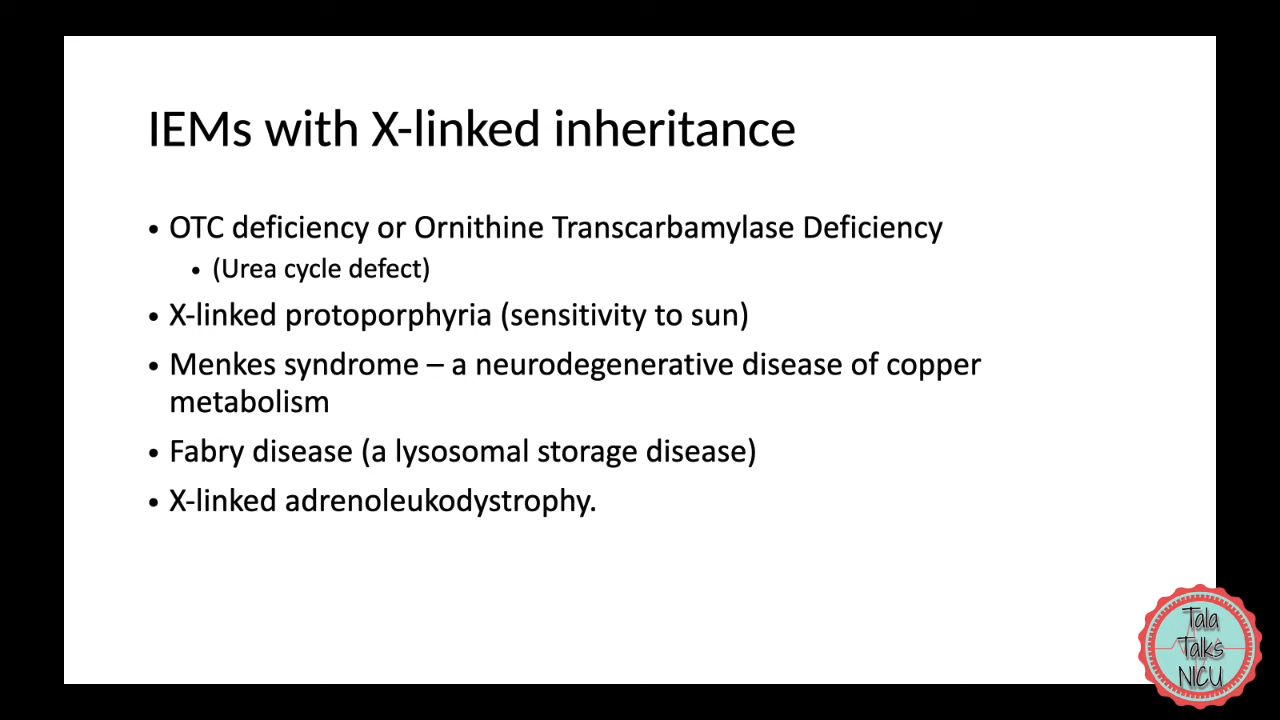 IEMs with X-linked inheritance
• OTC deficiency or Ornithine Transcarbamylase Deficiency
• (Urea cycle defect)
• X-linked protoporphyria (sensitivity to sun)
• Menkes syndrome – a neurodegenerative disease of copper
metabolism
• Fabry disease (a lysosomal storage disease)
• X-linked adrenoleukodystrophy.
Tala
Talks
NICU